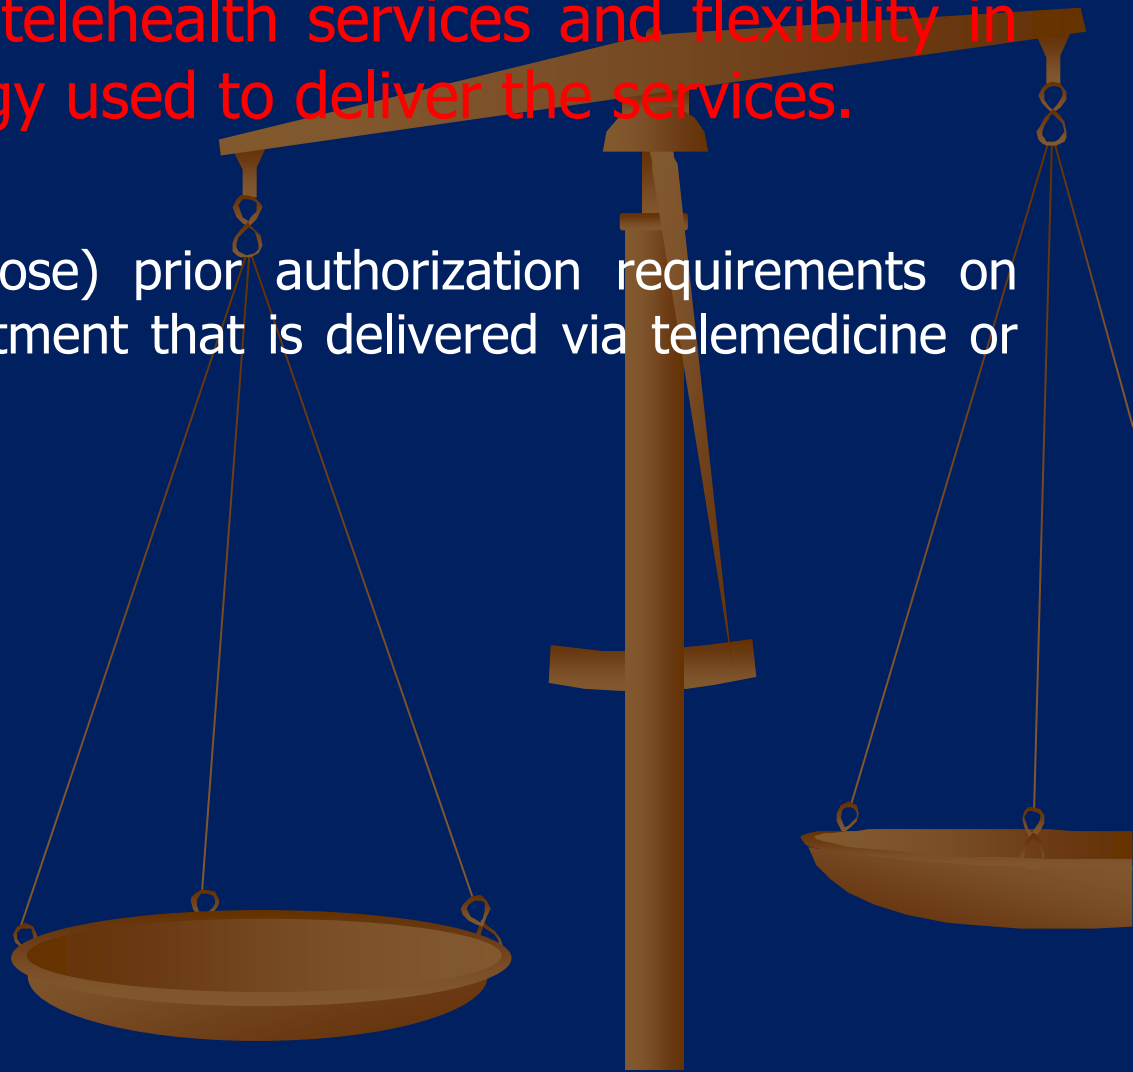 telehealth services and flexibility in
gy used to deliver the services.
ose) prior authorization requirements on
tment that is delivered via telemedicine or